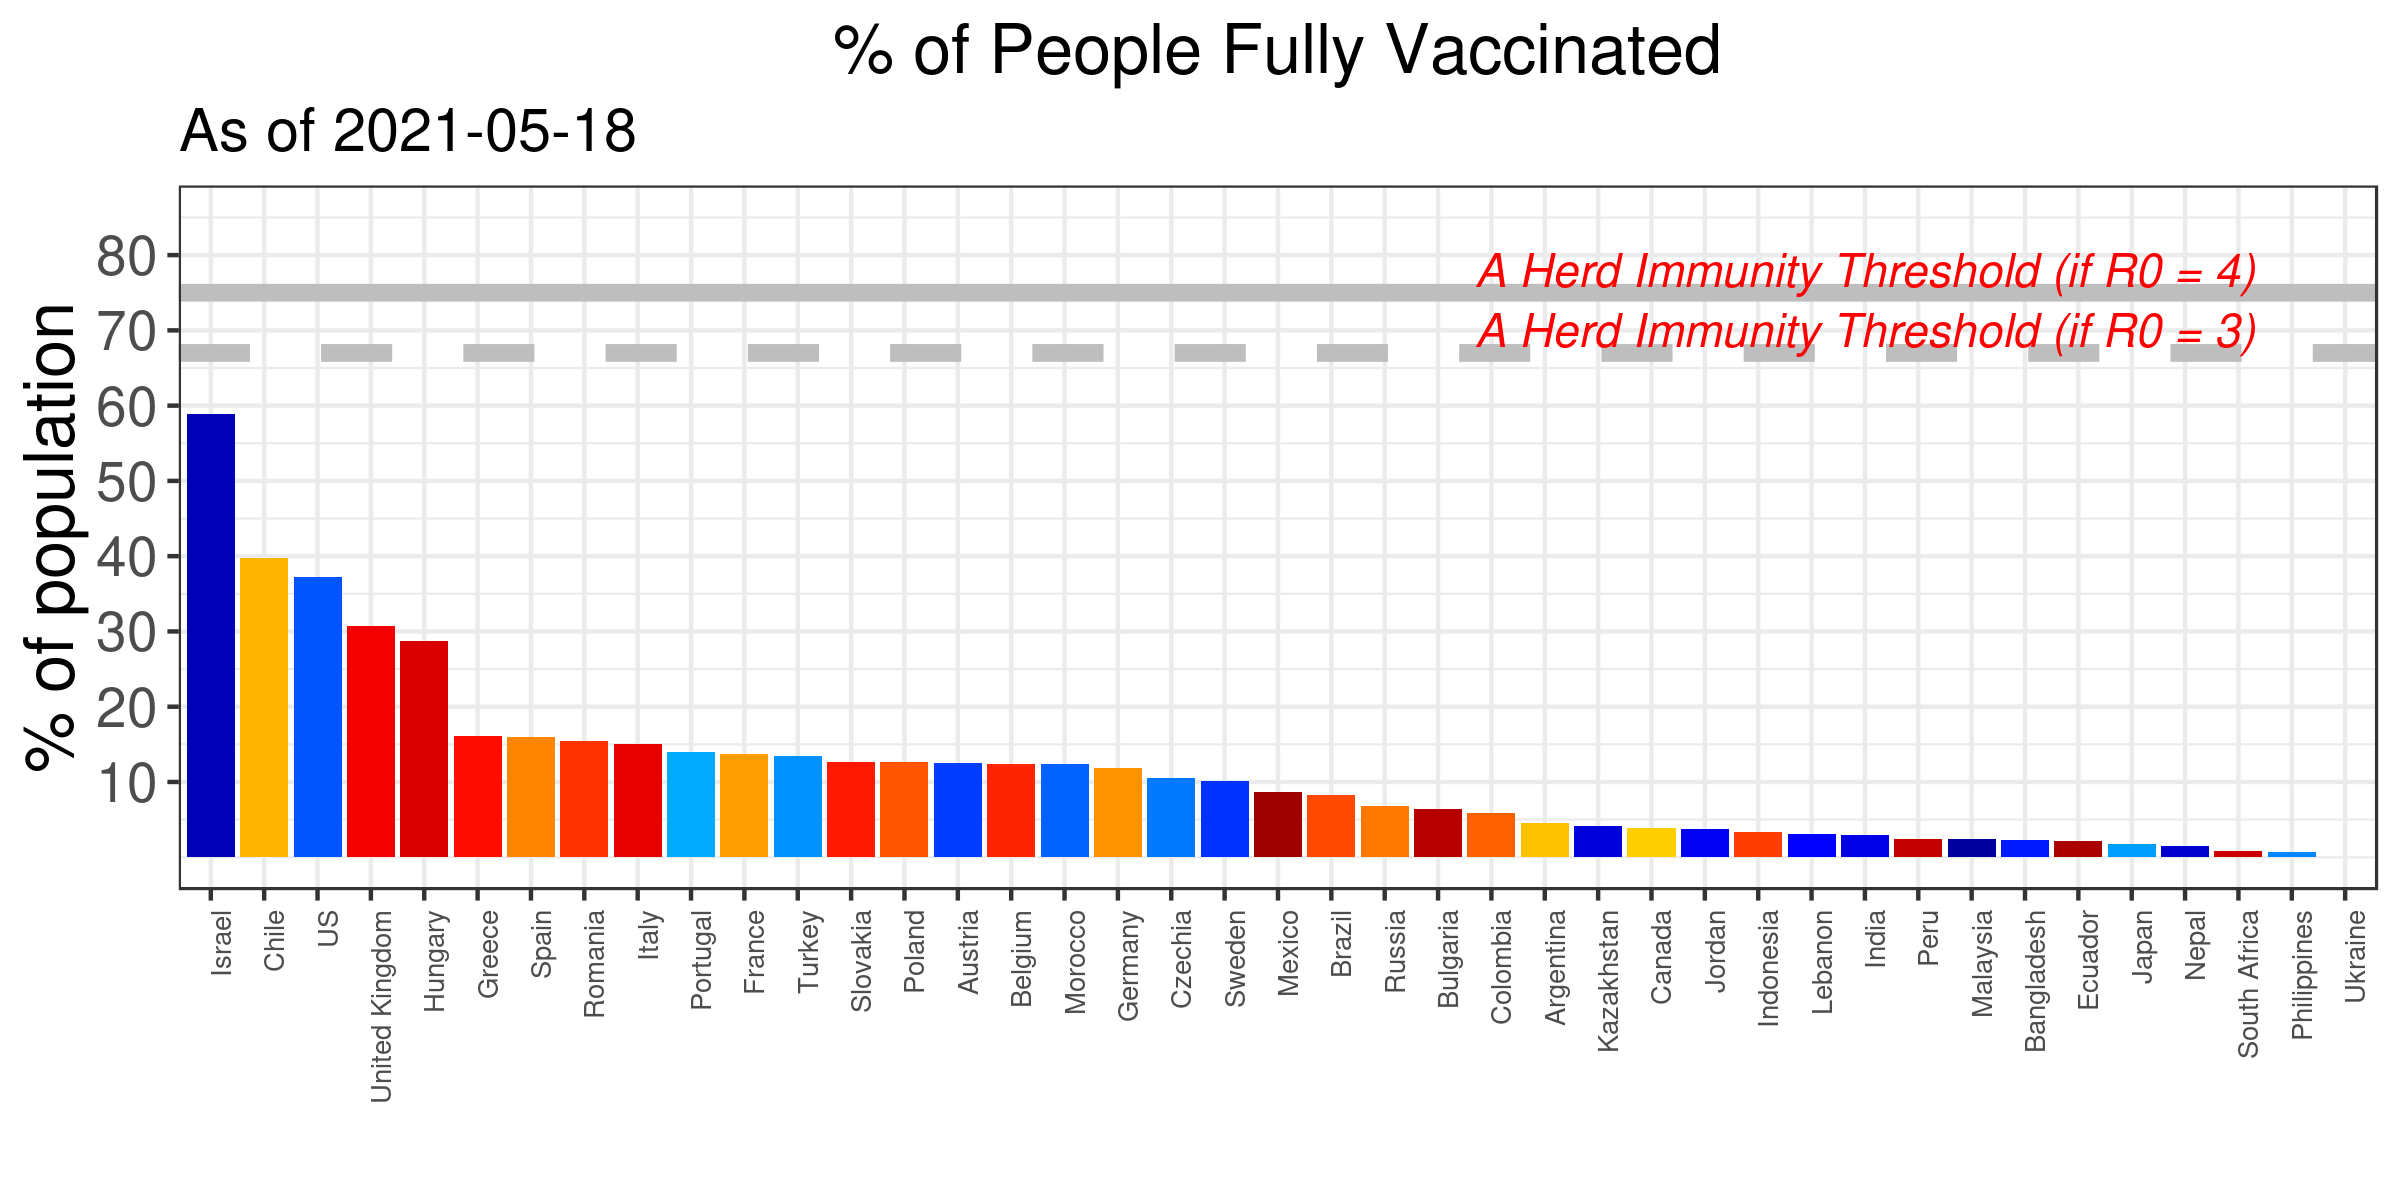 % of People Fully Vaccinated
As of 2021-05-18
% of population
80
70
60
50
40
30
20
10
A Herd Immunity Threshold (if R0 = 4)
A Herd Immunity Threshold (if R0 = 3)
Israel
Chile
US
United Kingdom
Hungary
Greece
Spain
Romania
Italy
Portugal
France
Turkey
Slovakia
Poland
Austria
Belgium
Morocco
Germany
Czechia
Sweden
Mexico
Brazil
Russia
Bulgaria
Colombia
Argentina
Kazakhstan
Canada
Jordan
Indonesia
Lebanon
India
Peru
Malaysia
Bangladesh
Ecuador
Japan
Nepal
South Africa
Philippines
Ukraine